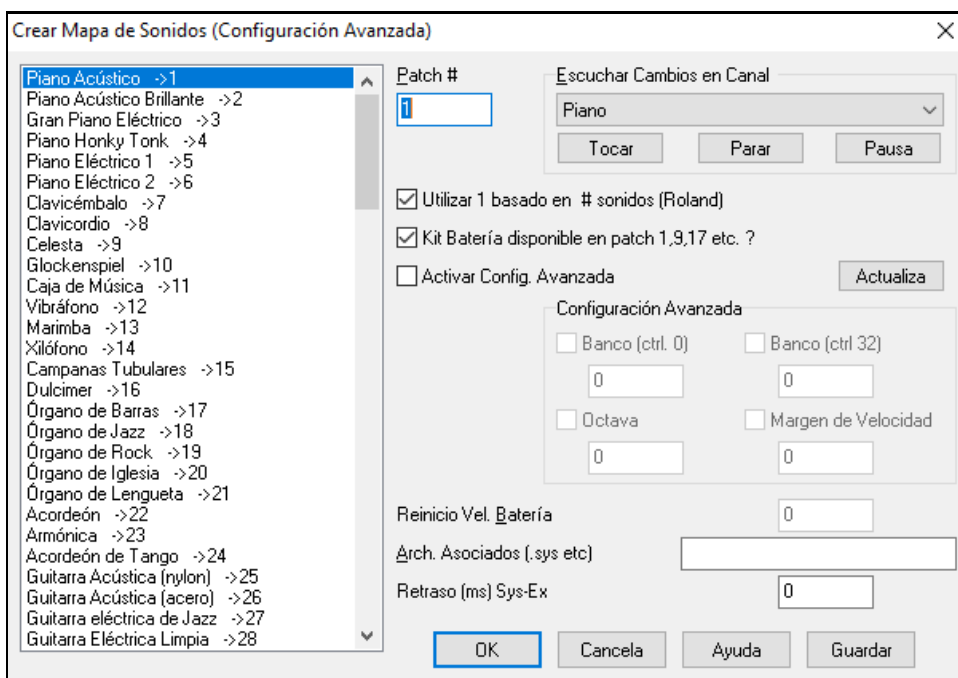 Crear Mapa de Sonidos (Configuración Avanzada)
Piano Acústico ->1
Piano Acústico Brillante ->2
Gran Piano Eléctrico ->3
Piano Honky Tonk ->4
Piano Eléctrico 1 ->5
Piano Eléctrico 2 ->6
Clavicémbalo ->7
Clavicordio ->8
Celesta ->9
Glockenspiel ->10
Caja de Música ->11
Vibráfono ->12
Marimba ->13
Xilófono ->14
Campanas Tubulares ->15
Dulcimer ->16
Órgano de Barras ->17
Órgano de Jazz ->18
Órgano de Rock ->19
Órgano de Iglesia ->20
Órgano de Lengueta ->21
Acordeón ->22
Armónica ->23
Acordeón de Tango ->24
Guitarra Acústica (nylon) ->25
Guitarra Acústica (acero) ->26
Guitarra eléctrica de Jazz ->27
Guitarra Eléctrica Limpia ->28
Patch #
1
Escuchar Cambios en Canal
Piano
Tocar Parar Pausa
Utilizar 1 basado en # sonidos (Roland)
Kit Batería disponible en patch 1,9,17 etc. ?
Activar Config. Avanzada
Actualiza
Configuración Avanzada
Banco (ctrl. 0) Banco (ctrl 32)
0 0
Octava Margen de Velocidad
0 0
Reinicio Vel. Batería 0
Arch. Asociados (.sys etc)
Retraso (ms) Sys-Ex 0
OK Cancela Ayuda Guardar